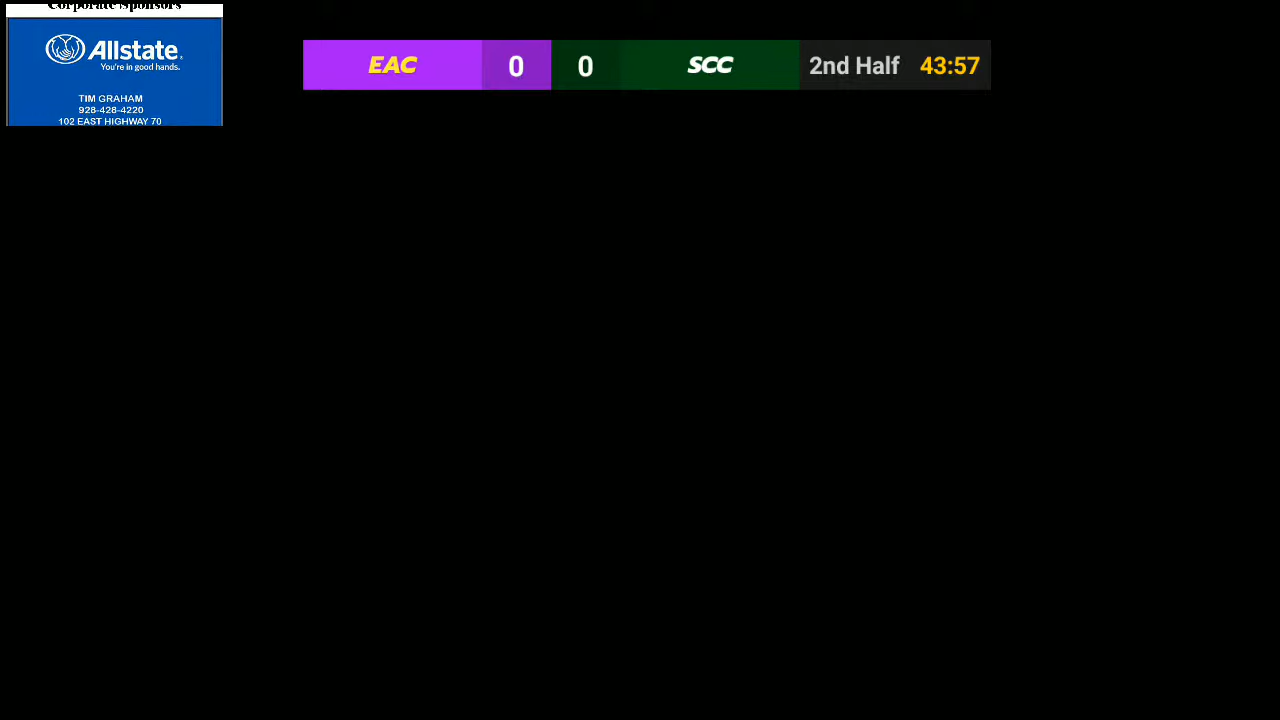 Corporate Sponsors
Allstate
You're in good hands.
TIM GRAHAM
928-428-4220
102 EAST HIGHWAY 70
EAC 0 0 SCC 2nd Half 43:57